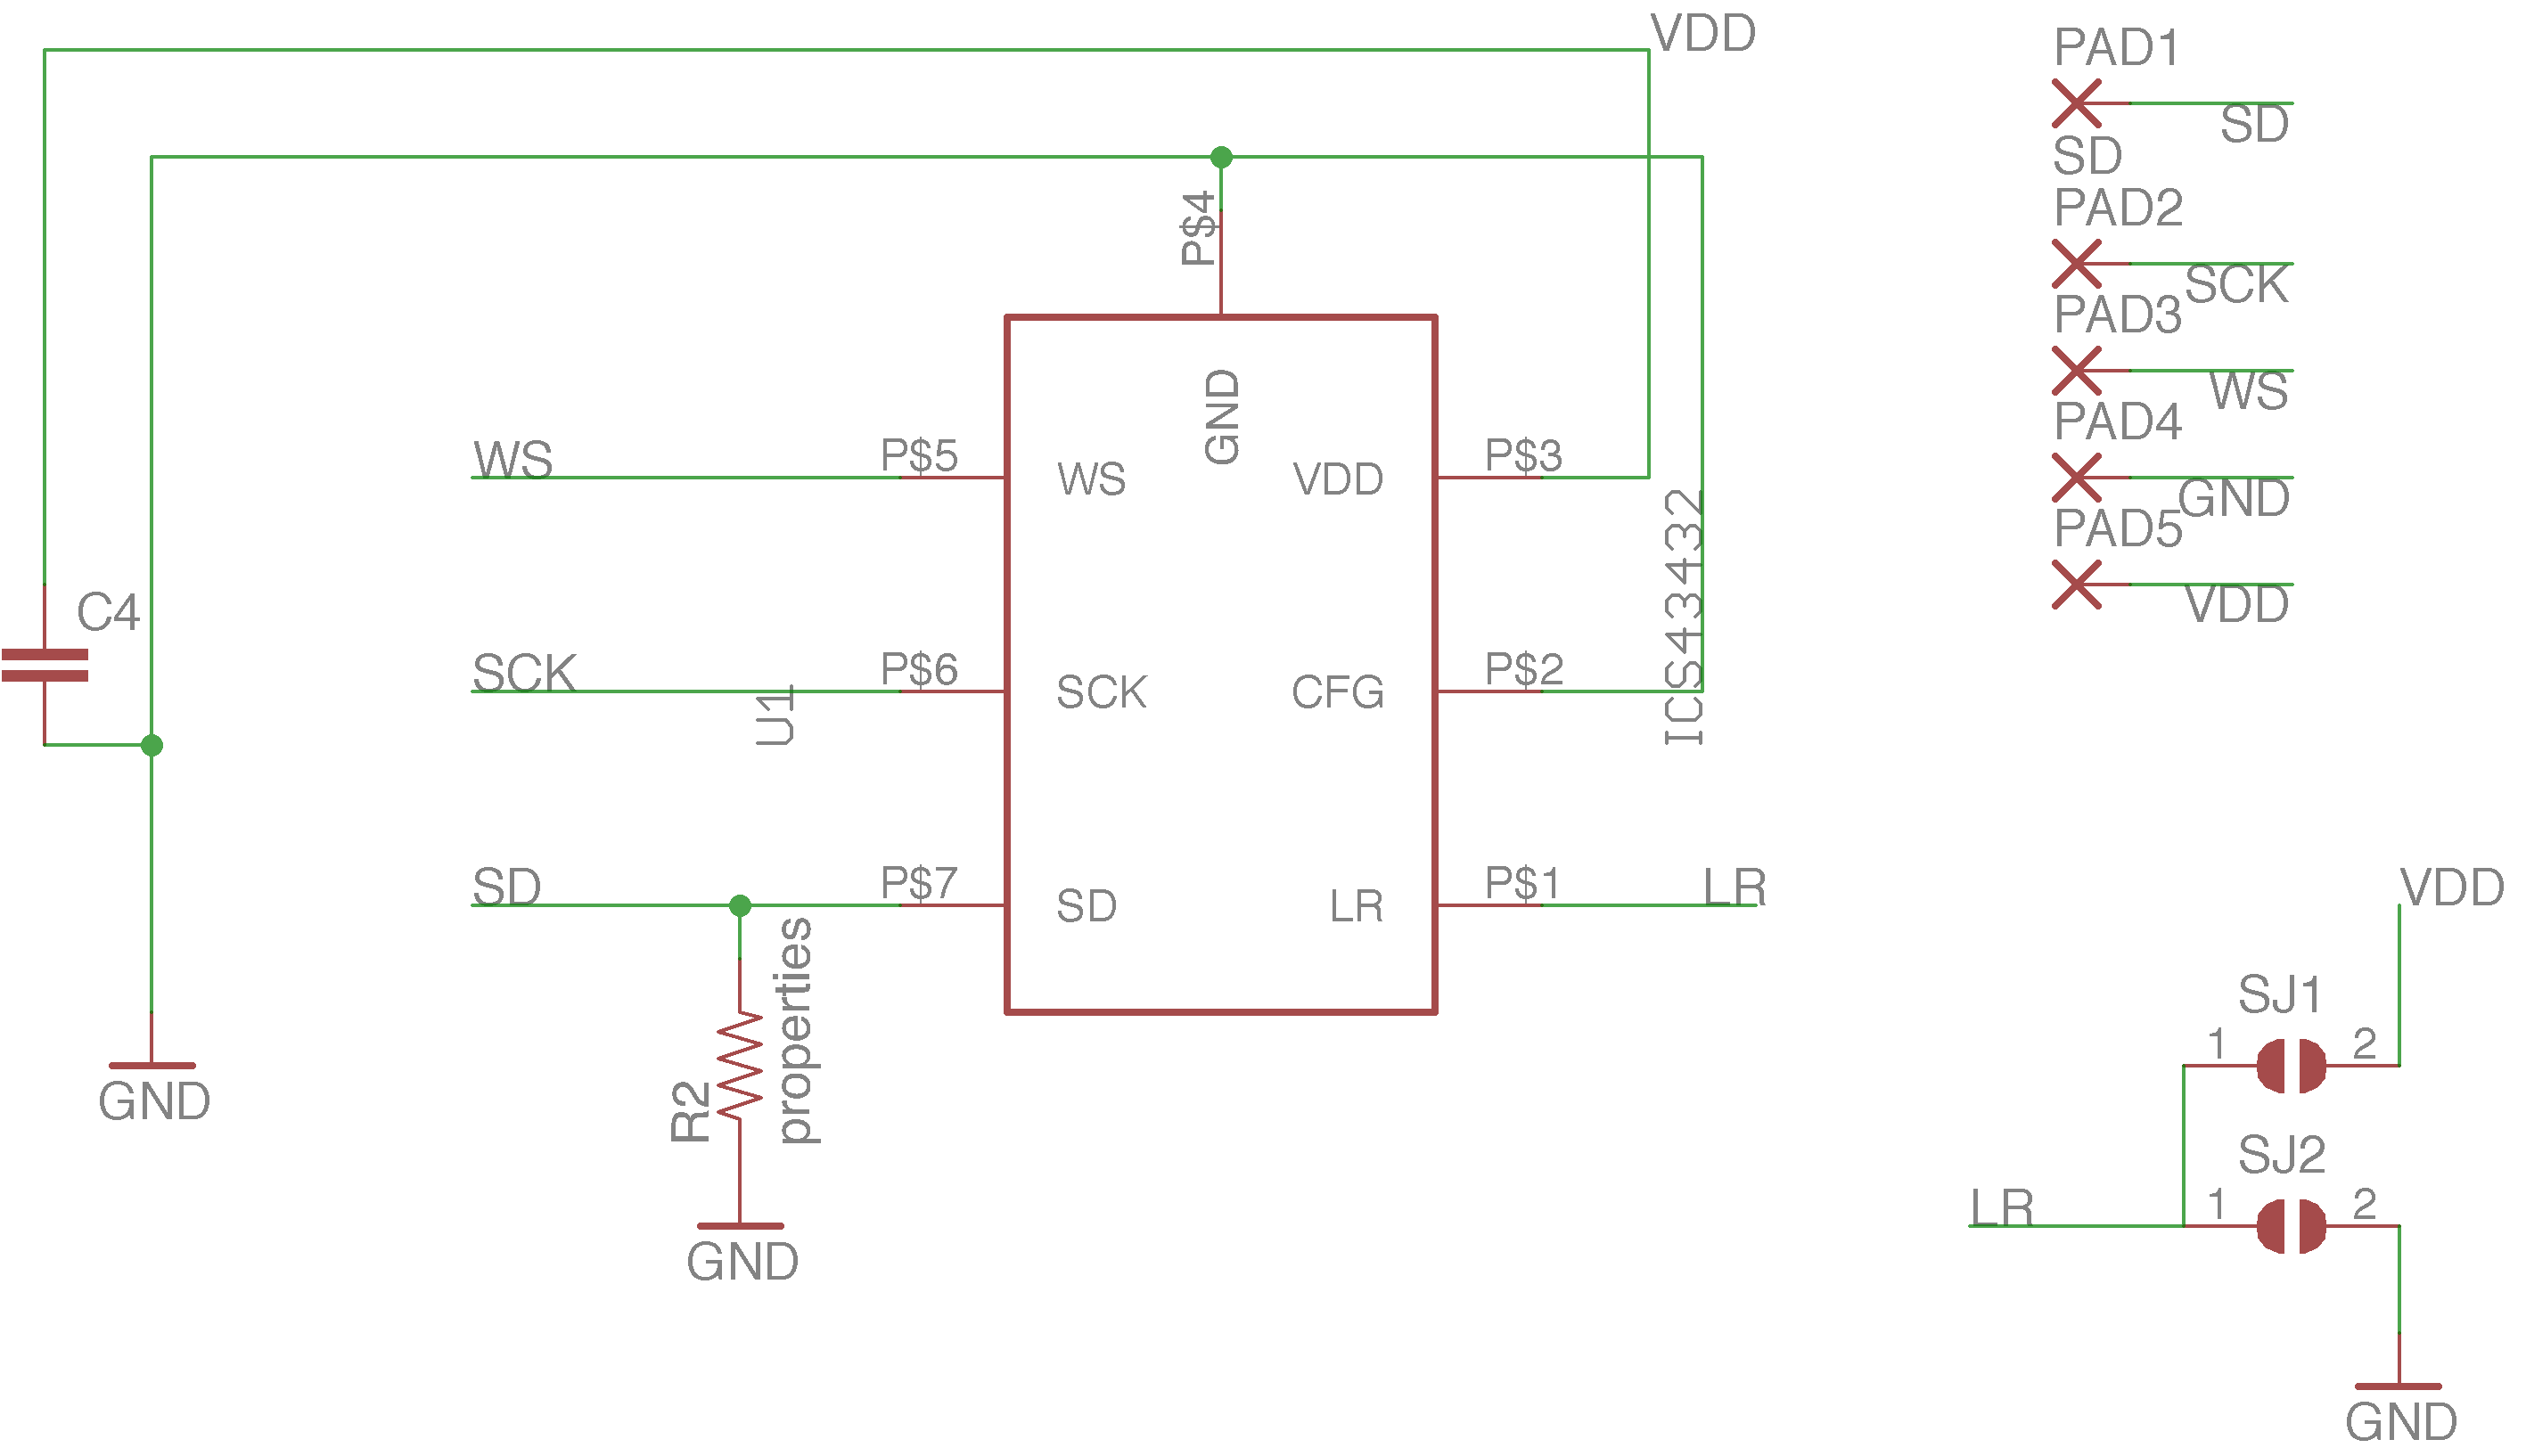 VDD
P$4
GND
WS
P$5
WS
VDD
P$3
C4
SCK
P$6
SCK
CFG
P$2
U1
ICS43432
SD
P$7
SD
LR
P$1
LR
R2
properties
GND
GND
PAD1
SD
SD
PAD2
SCK
PAD3
WS
PAD4
GND
PAD5
VDD
VDD
SJ1
1
2
SJ2
LR
1
2
GND